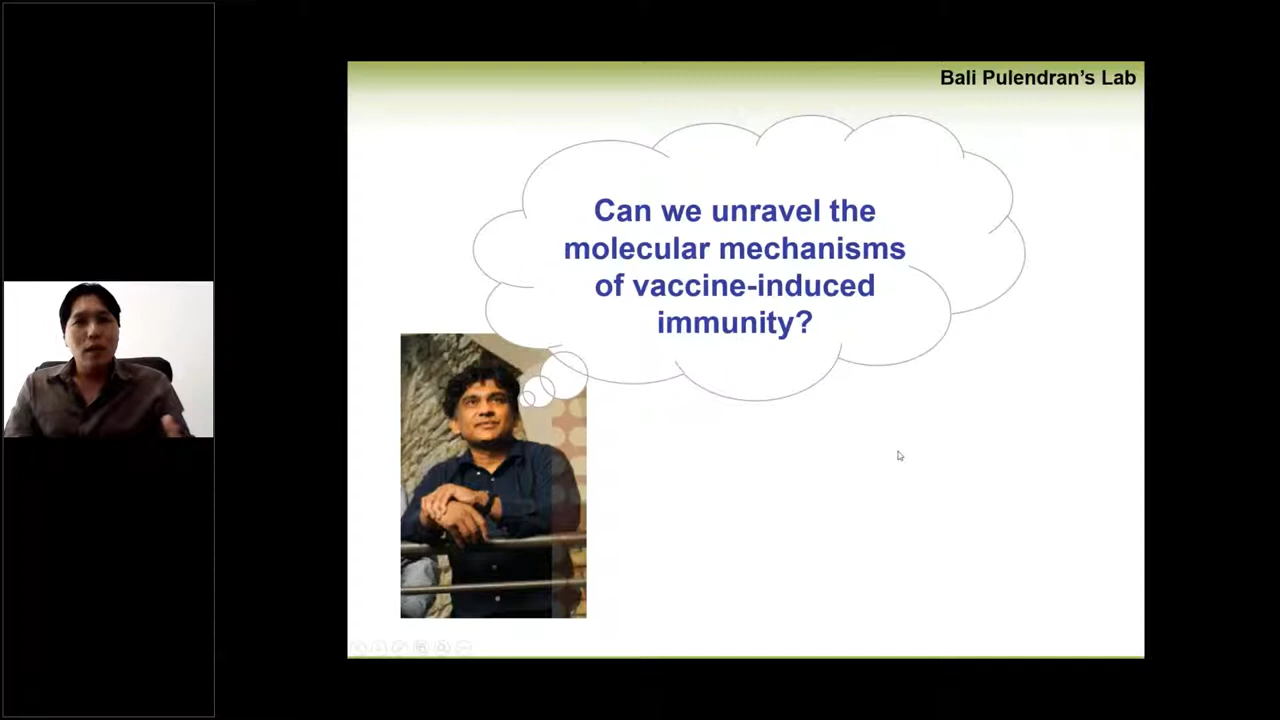 Bali Pulendran's Lab
Can we unravel the
molecular mechanisms
of vaccine-induced
immunity?